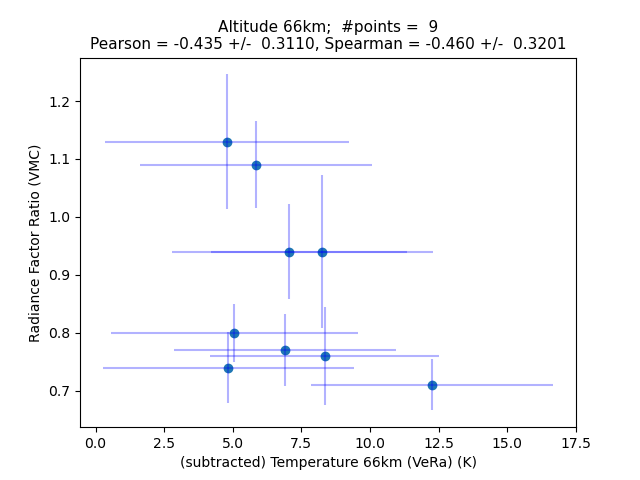 Altitude 66km;  #points =  9
Pearson = -0.435 +/-  0.3110, Spearman = -0.460 +/-  0.3201
1.2
1.1
1.0
0.9
0.8
0.7
Radiance Factor Ratio (VMC)
0.0 2.5 5.0 7.5 10.0 12.5 15.0 17.5
(subtracted) Temperature 66km (VeRa) (K)